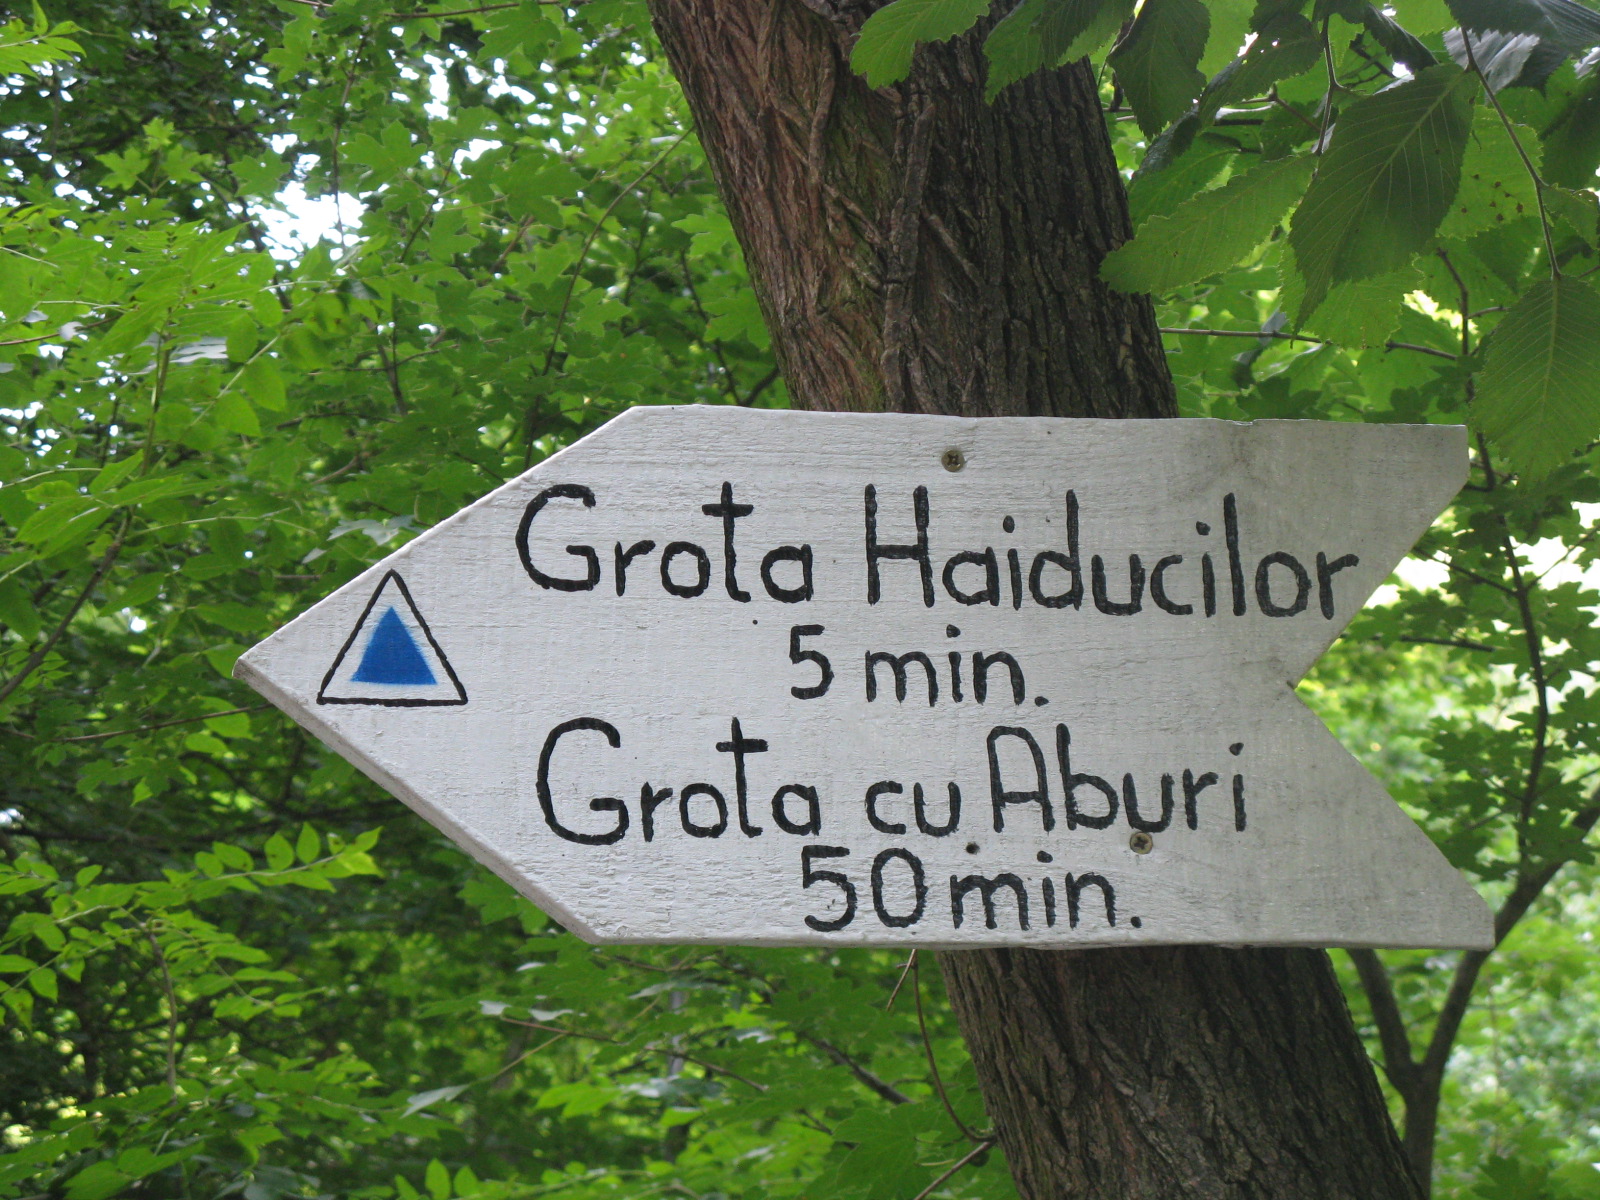 Grota Haiducilor
5 min.
Grota cu Aburi
50 min.